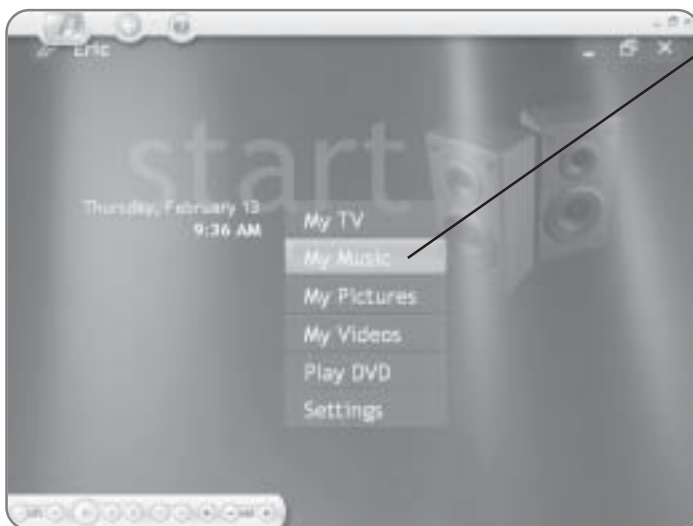 Eric
start
Thursday, February 13
9:36 AM
My TV
My Music
My Pictures
My Videos
Play DVD
Settings